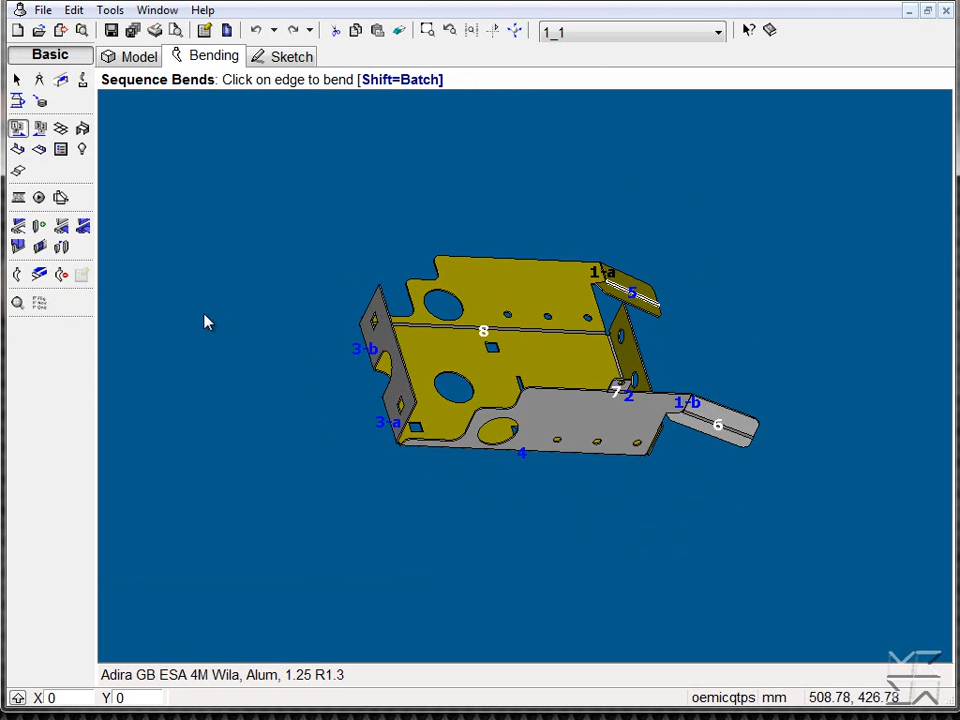 File Edit Tools Window Help
1_1
Basic Model Bending Sketch
Sequence Bends: Click on edge to bend [Shift=Batch]
1-a
5
8
3-b
7 2 1-b
3-a 6
4
Adira GB ESA 4M Wila, Alum, 1.25 R1.3
X 0 Y 0 oemicqtps mm 508.78, 426.78